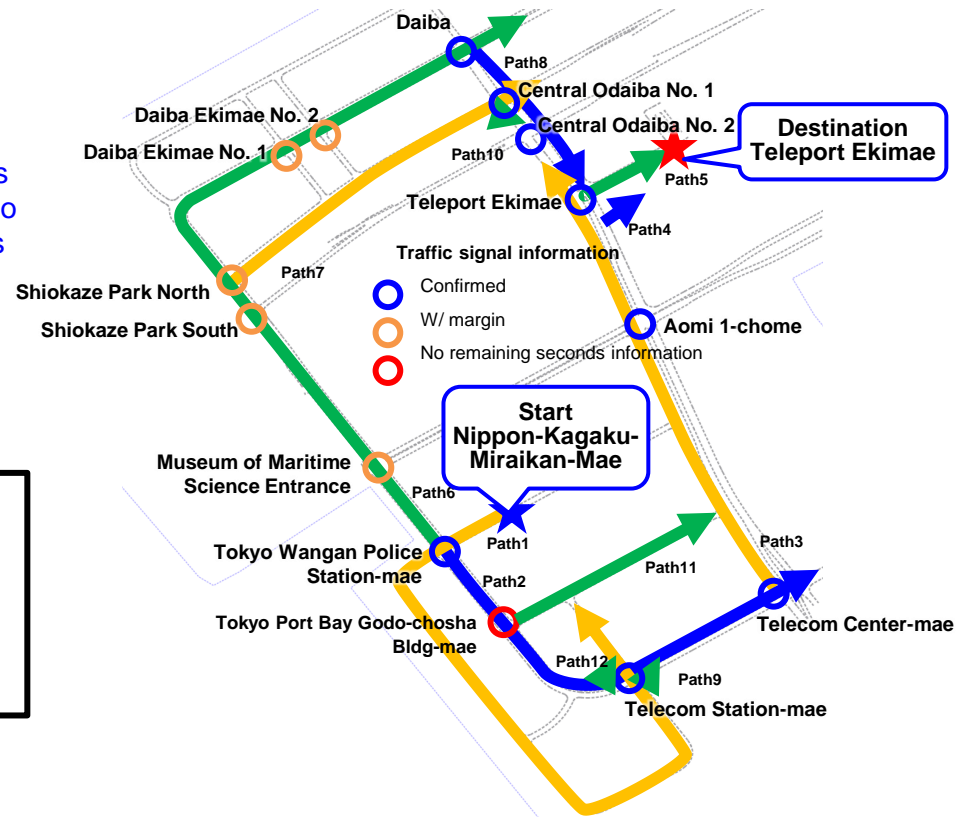 Daiba
Path8
Central Odaiba No. 1
Daiba Ekimae No. 2
Central Odaiba No. 2
Daiba Ekimae No. 1
Path10
Destination
Teleport Ekimae
s
o
s
Path5
Teleport Ekimae
Path4
Traffic signal information
Path7
Confirmed
Shiokaze Park North
W/ margin
Shiokaze Park South
Aomi 1-chome
No remaining seconds information
Start
Nippon-Kagaku-
Miraikan-Mae
Museum of Maritime
Science Entrance
Path6
Path1
Path3
Tokyo Wangan Police
Station-mae
Path2
Path11
Tokyo Port Bay Godo-chosha
Bldg-mae
Telecom Center-mae
Path12
Path9
Telecom Station-mae